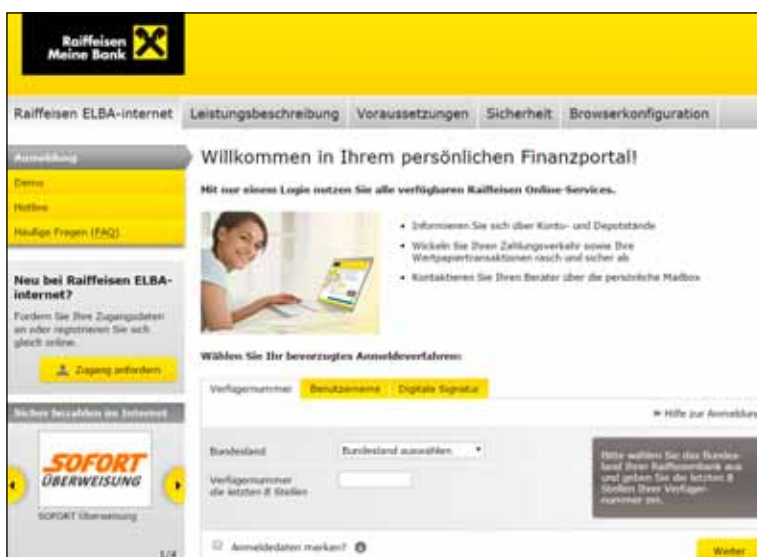 Raiffeisen
Meine Bank
Raiffeisen ELBA-internet
Leistungsbeschreibung
Voraussetzungen
Sicherheit
Browserkonfiguration
Anmeldung
Demo
Hotline
Häufige Fragen (FAQ)
Neu bei Raiffeisen ELBA-
internet?
Fordern Sie Ihre Zugangsdaten
an oder registrieren Sie sich
gleich online.
Zugang anfordern
Sicher bezahlen im Internet
SOFORT
ÜBERWEISUNG
SOFORT Überweisung
1/4
Willkommen in Ihrem persönlichen Finanzportal!
Mit nur einem Login nutzen Sie alle verfügbaren Raiffeisen Online-Services.
• Informieren Sie sich über Konto- und Depotstände
• Wickeln Sie Ihren Zahlungsverkehr sowie Ihre
Wertpapiertransaktionen rasch und sicher ab
• Kontaktieren Sie Ihren Berater über die persönliche Mailbox
Wählen Sie Ihr bevorzugtes Anmeldeverfahren:
Verfügernummer
Benutzername
Digitale Signatur
» Hilfe zur Anmeldung
Bundesland
Bundesland auswählen
Verfügernummer
die letzten 8 Stellen
Bitte wählen Sie das Bundes-
land Ihrer Raiffeisenbank aus
und geben Sie die letzten 8
Stellen Ihrer Verfüger-
nummer ein.
Anmeldedaten merken?
Weiter